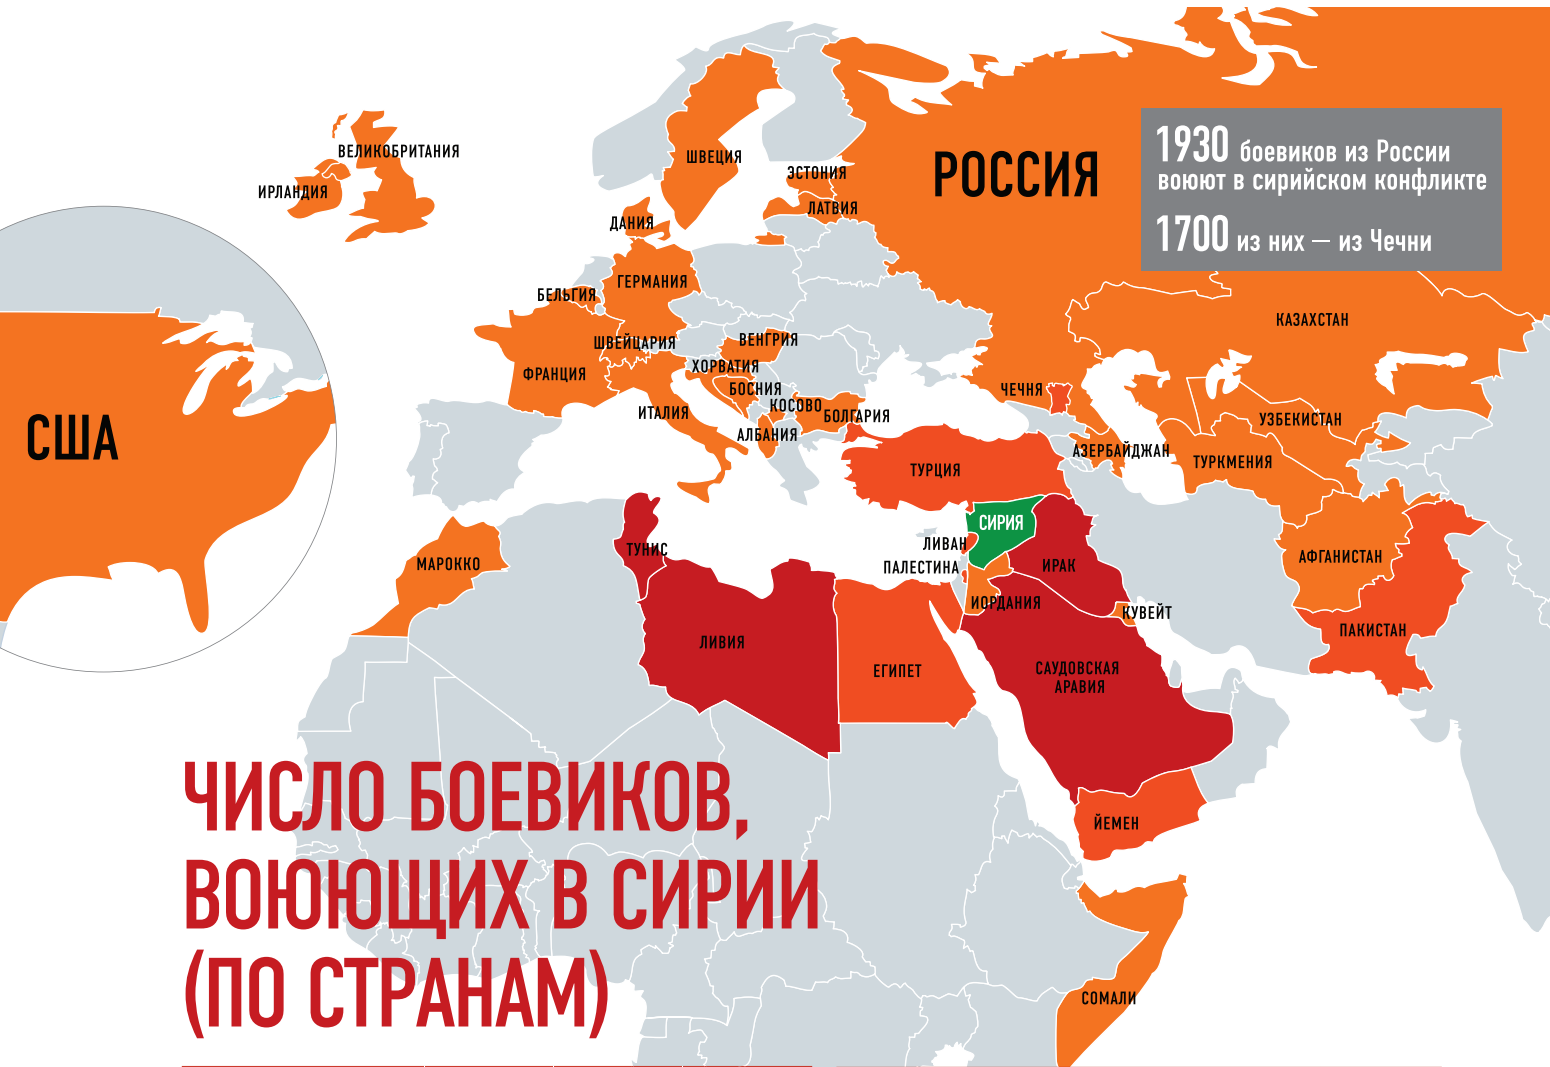 ВЕЛИКОБРИТАНИЯ
ИРЛАНДИЯ
ШВЕЦИЯ
ЭСТОНИЯ
ЛАТВИЯ
ДАНИЯ
РОССИЯ
1930 боевиков из России
воюют в сирийском конфликте
1700 из них — из Чечни
ГЕРМАНИЯ
БЕЛЬГИЯ
ШВЕЙЦАРИЯ
ВЕНГРИЯ
ФРАНЦИЯ
ХОРВАТИЯ
БОСНИЯ
КОСОВО
ИТАЛИЯ
БОЛГАРИЯ
АЛБАНИЯ
КАЗАХСТАН
ЧЕЧНЯ
УЗБЕКИСТАН
АЗЕРБАЙДЖАН
ТУРКМЕНИЯ
США
ТУРЦИЯ
СИРИЯ
ЛИВАН
ПАЛЕСТИНА
ИРАК
ИОРДАНИЯ
КУВЕЙТ
АФГАНИСТАН
ПАКИСТАН
МАРОККО
ТУНИС
ЛИВИЯ
ЕГИПЕТ
САУДОВСКАЯ
АРАВИЯ
ЙЕМЕН
СОМАЛИ
ЧИСЛО БОЕВИКОВ,
ВОЮЮЩИХ В СИРИИ
(ПО СТРАНАМ)